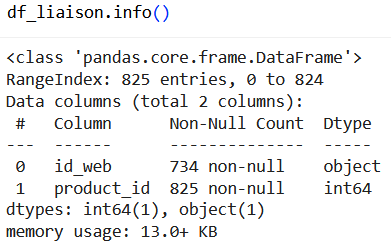 df_liaison.info()
<class 'pandas.core.frame.DataFrame'>
RangeIndex: 825 entries, 0 to 824
Data columns (total 2 columns):
 #   Column      Non-Null Count  Dtype
---  ------      --------------  -----
 0   id_web      734 non-null    object
 1   product_id  825 non-null    int64
dtypes: int64(1), object(1)
memory usage: 13.0+ KB